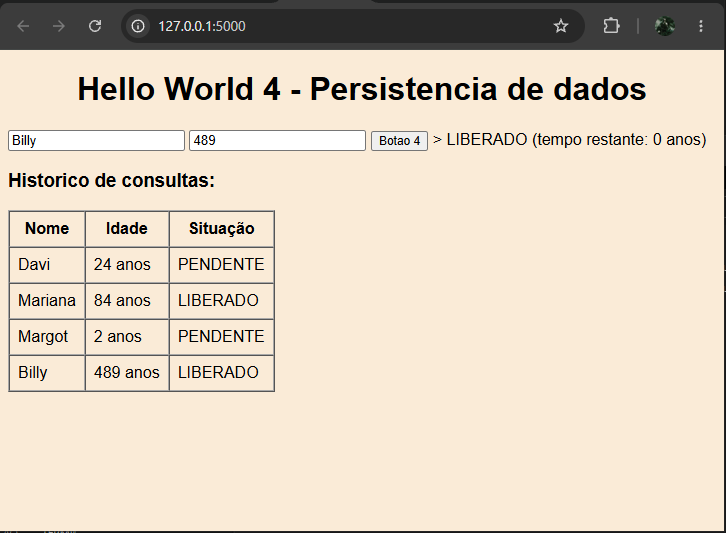 127.0.0.1:5000
Hello World 4 - Persistencia de dados
Billy 489 Botao 4 > LIBERADO (tempo restante: 0 anos)
Historico de consultas:
Nome Idade Situação
Davi 24 anos PENDENTE
Mariana 84 anos LIBERADO
Margot 2 anos PENDENTE
Billy 489 anos LIBERADO